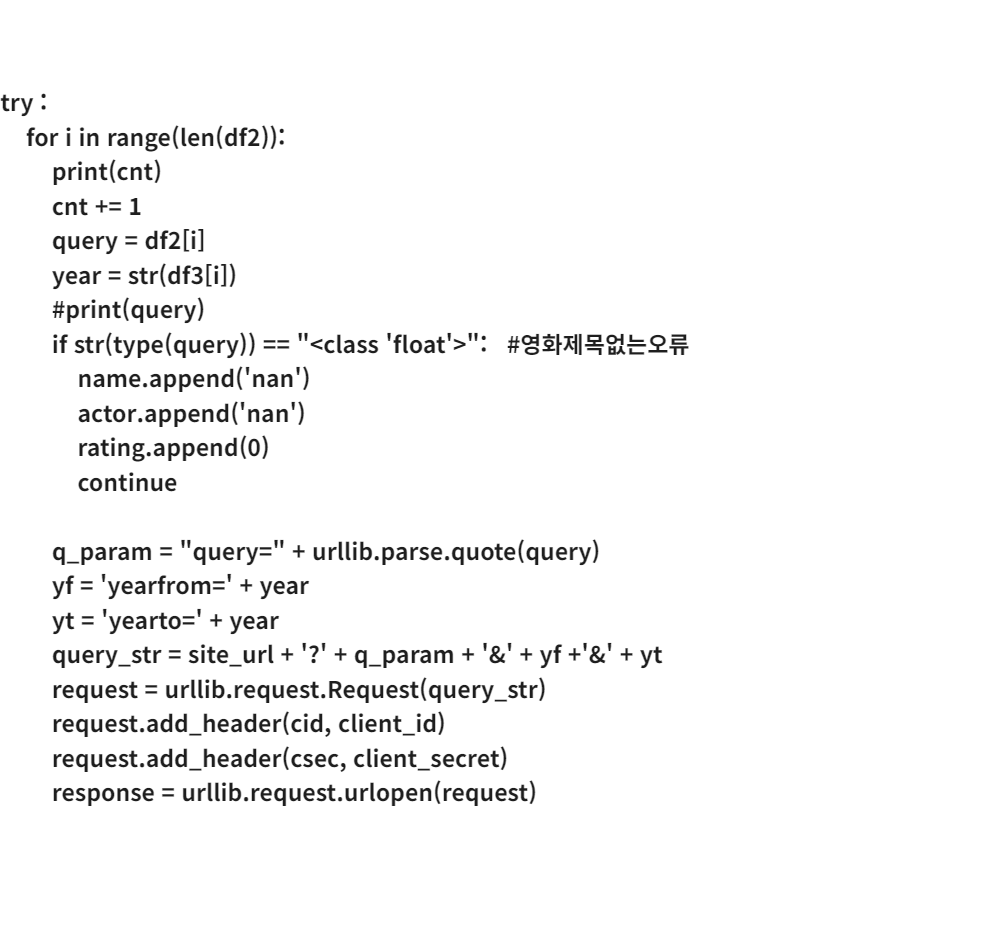 try :
    for i in range(len(df2)):
        print(cnt)
        cnt += 1
        query = df2[i]
        year = str(df3[i])
        #print(query)
        if str(type(query)) == "<class 'float'>":   #영화제목없는오류
            name.append('nan')
            actor.append('nan')
            rating.append(0)
            continue

        q_param = "query=" + urllib.parse.quote(query)
        yf = 'yearfrom=' + year
        yt = 'yearto=' + year
        query_str = site_url + '?' + q_param + '&' + yf +'&' + yt
        request = urllib.request.Request(query_str)
        request.add_header(cid, client_id)
        request.add_header(csec, client_secret)
        response = urllib.request.urlopen(request)